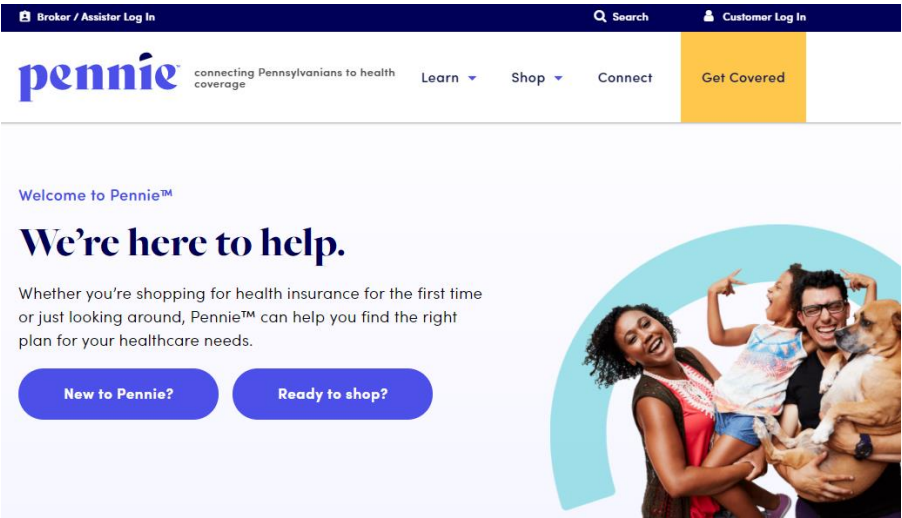 Broker / Assister Log In
Search
Customer Log In
pennie™
connecting Pennsylvanians to health
coverage
Learn
Shop
Connect
Get Covered
Welcome to Pennie™
We're here to help.
Whether you're shopping for health insurance for the first time
or just looking around, Pennie™ can help you find the right
plan for your healthcare needs.
New to Pennie?
Ready to shop?